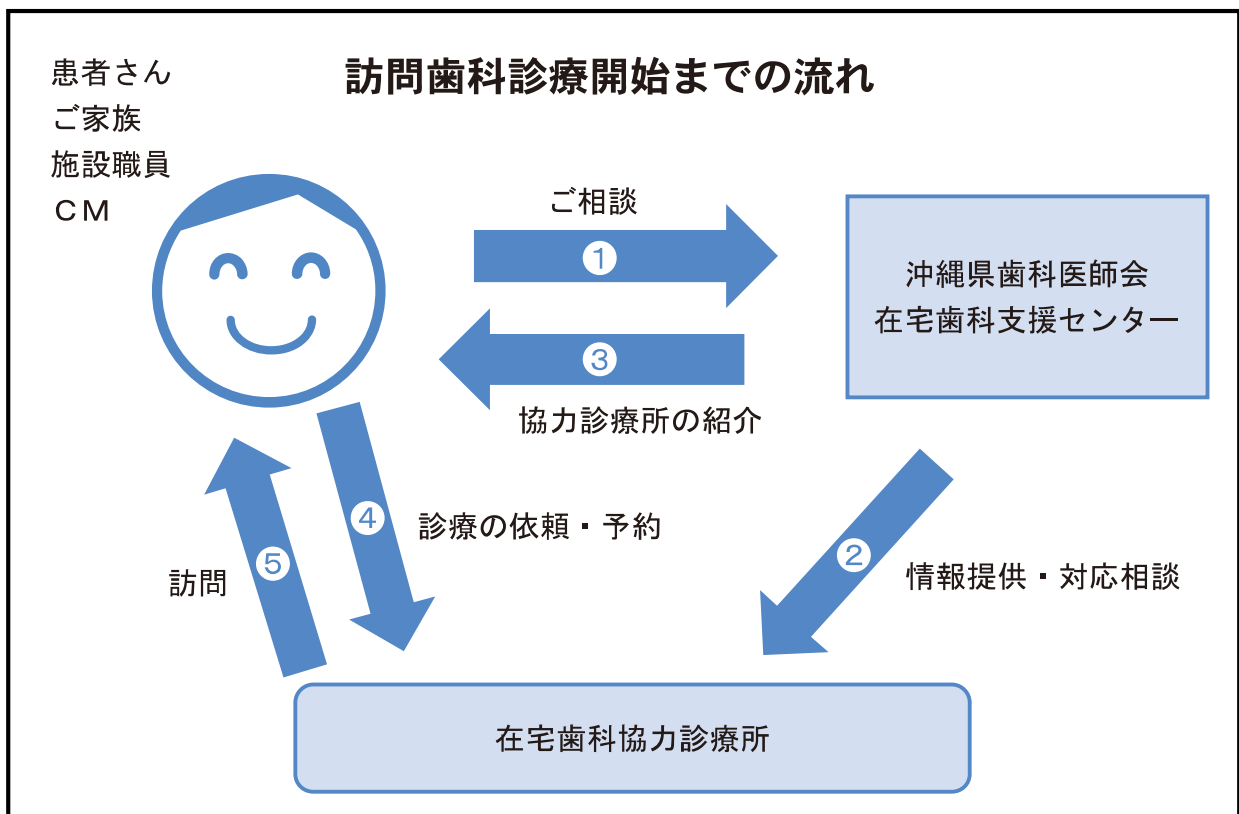 訪問歯科診療開始までの流れ
患者さん
ご家族
施設職員
ＣＭ
ご相談
①
沖縄県歯科医師会
在宅歯科支援センター
③
協力診療所の紹介
④
診療の依頼・予約
②
情報提供・対応相談
⑤
訪問
在宅歯科協力診療所